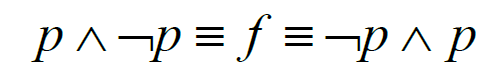 p ∧ ¬p ≡ f ≡ ¬p ∧ p